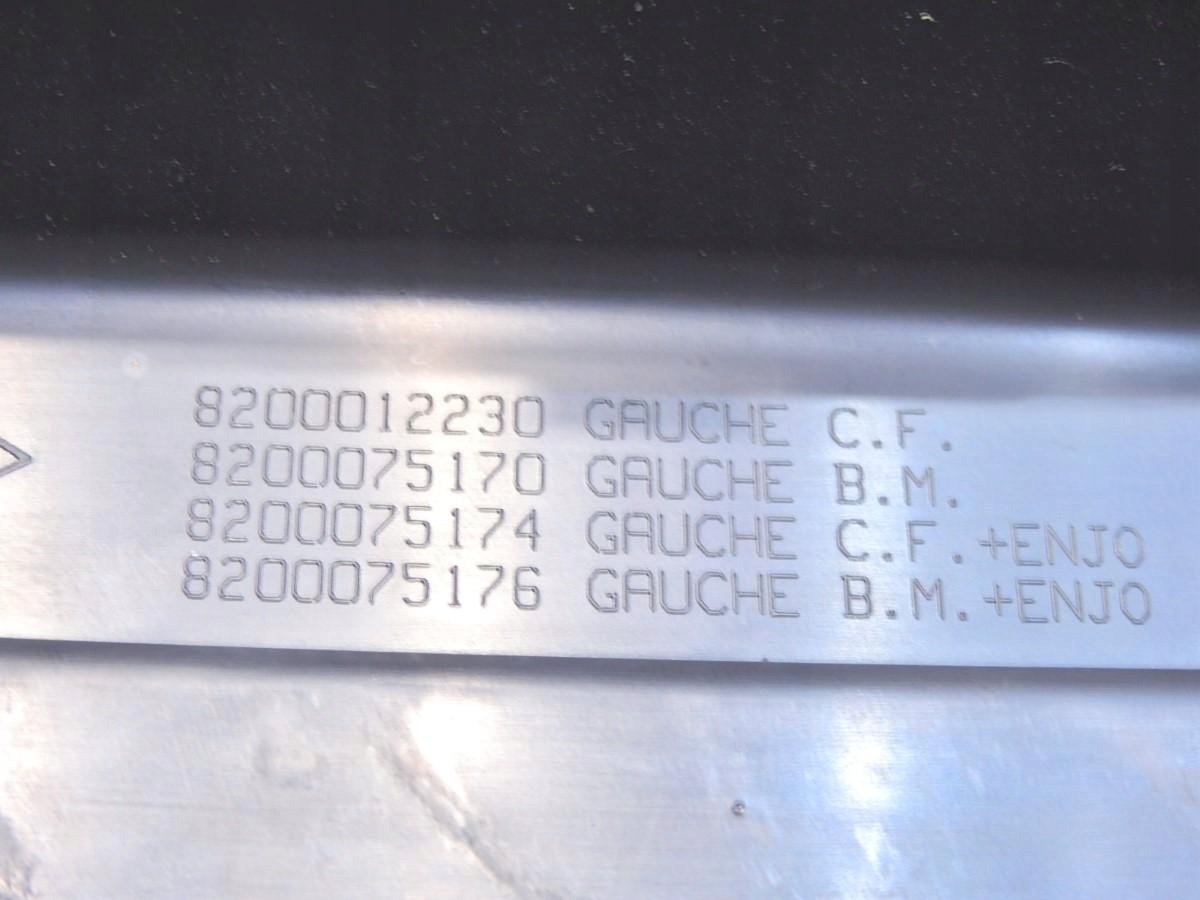 8200012230 GAUCHE C.F.
8200075170 GAUCHE B.M.
8200075174 GAUCHE C.F.+ENJO
8200075176 GAUCHE B.M.+ENJO